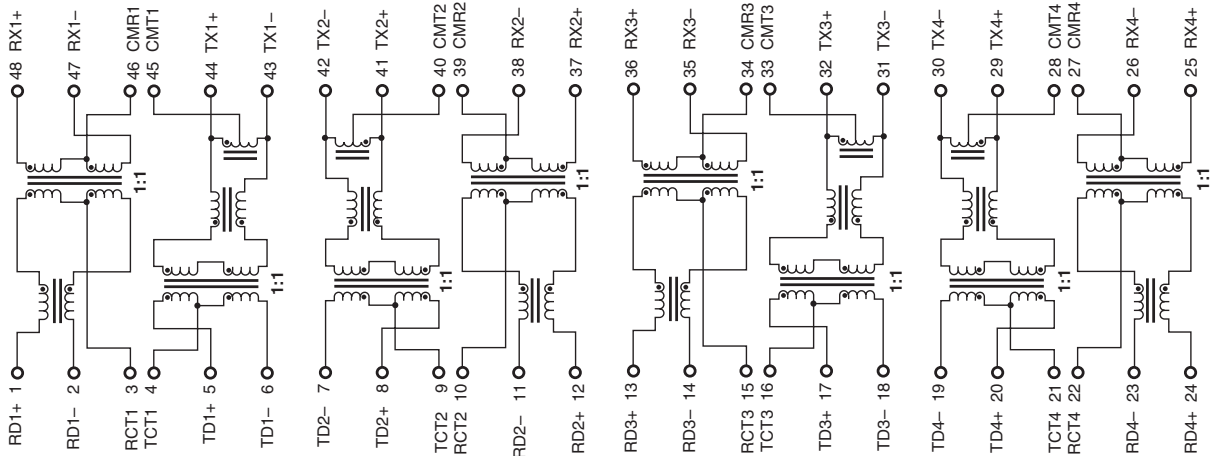 48 RX1+
47 RX1–
46 CMR1
45 CMT1
44 TX1+
43 TX1–
42 TX2–
41 TX2+
40 CMT2
39 CMR2
38 RX2–
37 RX2+
36 RX3+
35 RX3–
34 CMR3
33 CMT3
32 TX3+
31 TX3–
30 TX4–
29 TX4+
28 CMT4
27 CMR4
26 RX4–
25 RX4+
1:1
1:1
1:1
1:1
1:1
1:1
1:1
1:1
RD1+ 1
RD1– 2
RCT1 3
TCT1 4
TD1+ 5
TD1– 6
TD2– 7
TD2+ 8
TCT2 9
RCT2 10
RD2– 11
RD2+ 12
RD3+ 13
RD3– 14
RCT3 15
TCT3 16
TD3+ 17
TD3– 18
TD4– 19
TD4+ 20
TCT4 21
RCT4 22
RD4– 23
RD4+ 24